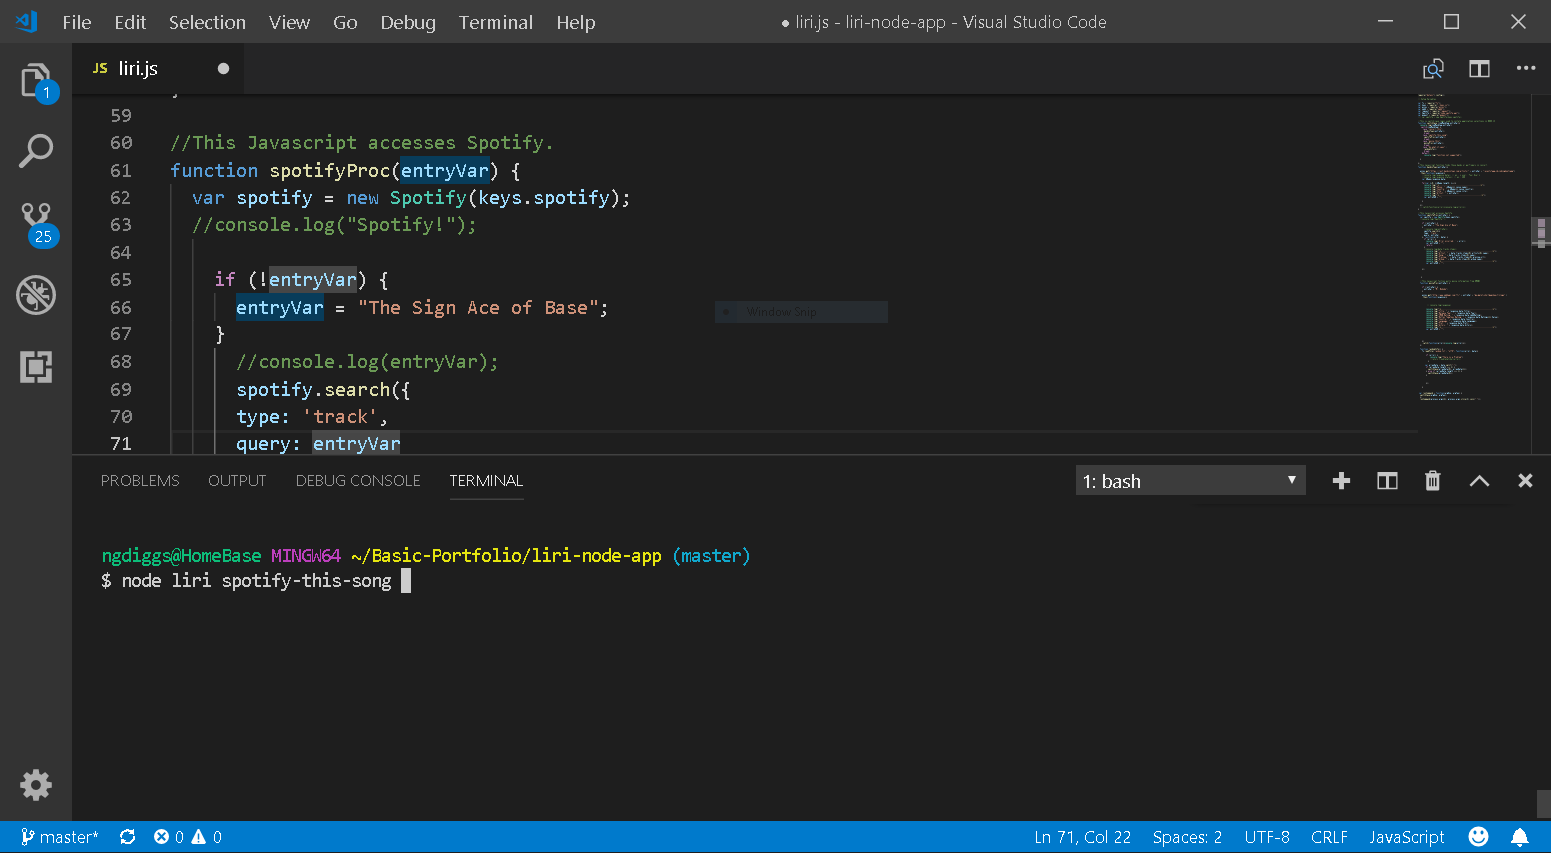 File Edit Selection View Go Debug Terminal Help ● liri.js - liri-node-app - Visual Studio Code
JS liri.js
1
25
59
60 //This Javascript accesses Spotify.
61 function spotifyProc(entryVar) {
62 var spotify = new Spotify(keys.spotify);
63 //console.log("Spotify!");
64
65 if (!entryVar) {
66 entryVar = "The Sign Ace of Base";
67 }
68 //console.log(entryVar);
69 spotify.search({
70 type: 'track',
71 query: entryVar
Window Snip
PROBLEMS OUTPUT DEBUG CONSOLE TERMINAL 1: bash
ngdiggs@HomeBase MINGW64 ~/Basic-Portfolio/liri-node-app (master)
$ node liri spotify-this-song
master* 0 0 Ln 71, Col 22 Spaces: 2 UTF-8 CRLF JavaScript